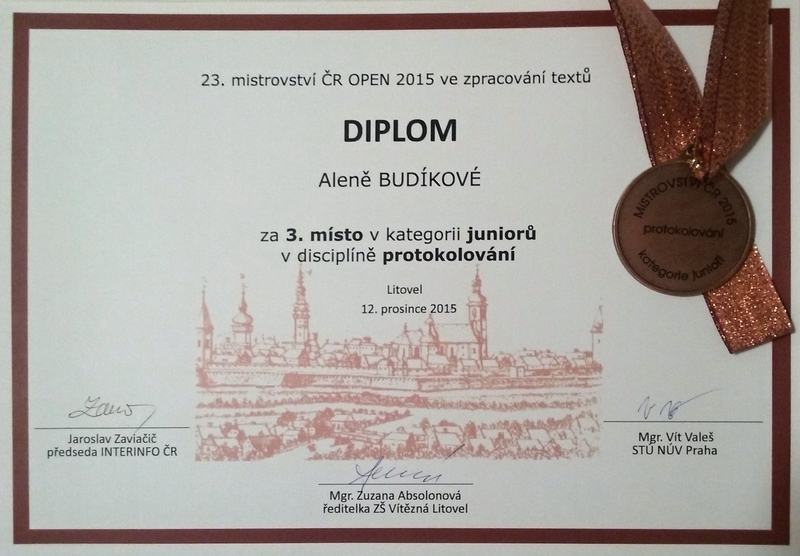 23. mistrovství ČR OPEN 2015 ve zpracování textů
DIPLOM
Aleně BUDÍKOVÉ
za 3. místo v kategorii juniorů
v disciplíně protokolování
Litovel
12. prosince 2015
MISTROVSTVÍ ČR 2015
protokolování
kategorie junioři
Jaroslav Zaviačič
předseda INTERINFO ČR
Mgr. Vít Valeš
STÚ NÚV Praha
Mgr. Zuzana Absolonová
ředitelka ZŠ Vítězná Litovel